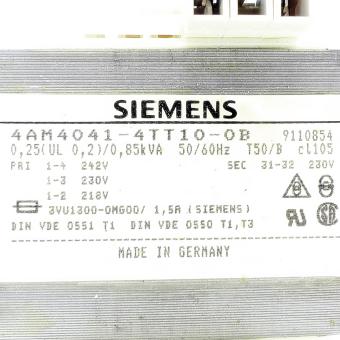 SIEMENS
4AM4041-4TT10-0B 9110854
0,25(UL 0,2)/0,85kVA 50/60Hz T50/B cl105
PRI 1-4 242V SEC 31-32 230V
1-3 230V
1-2 218V
3VU1300-0MG00/ 1,5A (SIEMENS)
DIN VDE 0551 T1 DIN VDE 0550 T1,T3
MADE IN GERMANY